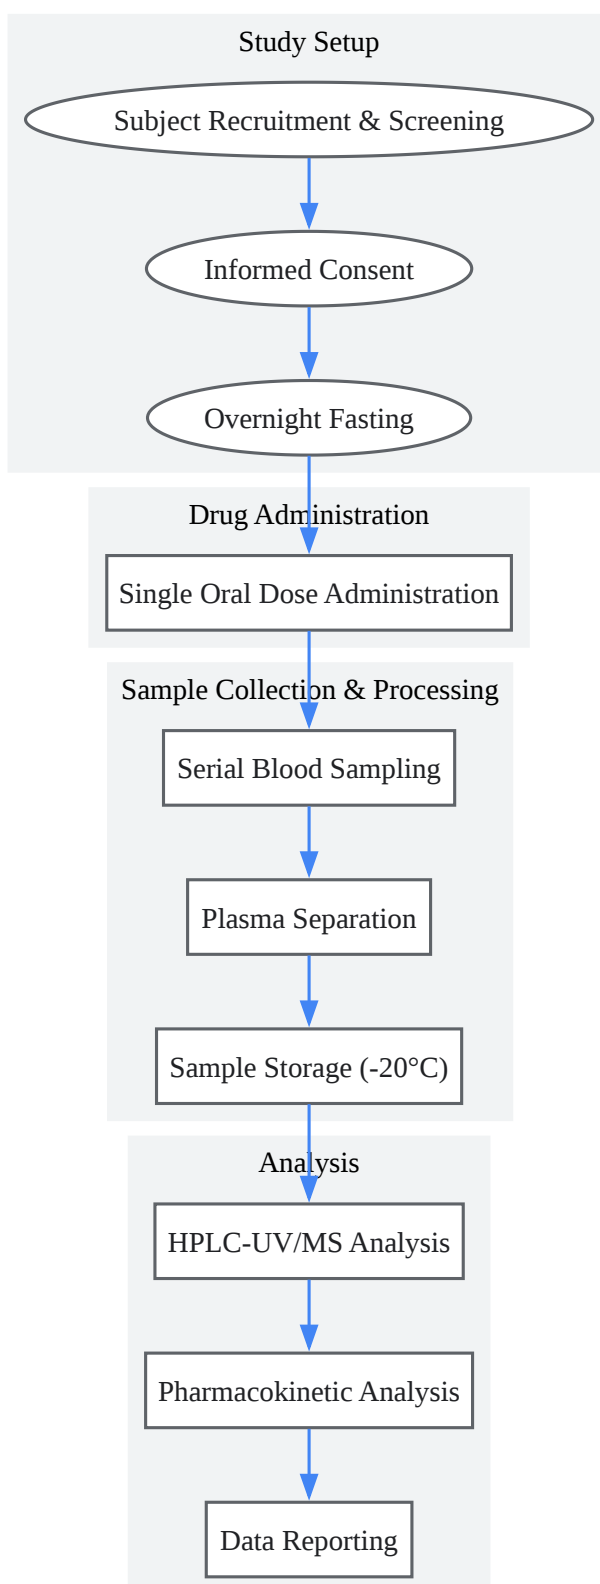 Study Setup
Subject Recruitment & Screening
Informed Consent
Overnight Fasting
Drug Administration
Single Oral Dose Administration
Sample Collection & Processing
Serial Blood Sampling
Plasma Separation
Sample Storage (-20°C)
Analysis
HPLC-UV/MS Analysis
Pharmacokinetic Analysis
Data Reporting